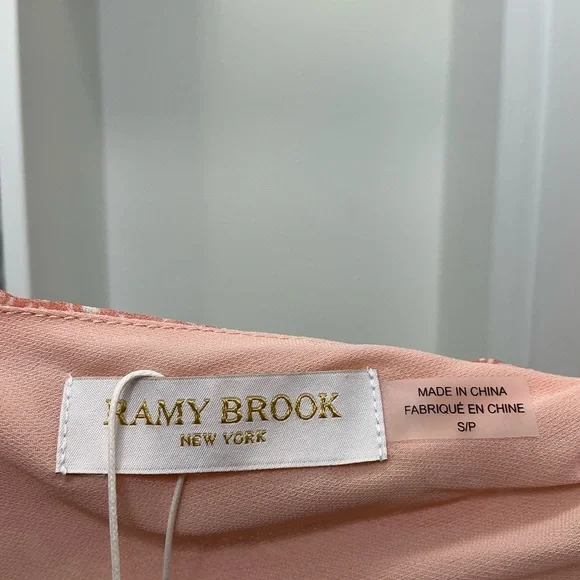 RAMY BROOK
NEW YORK
MADE IN CHINA
FABRIQUÉ EN CHINE
S/P